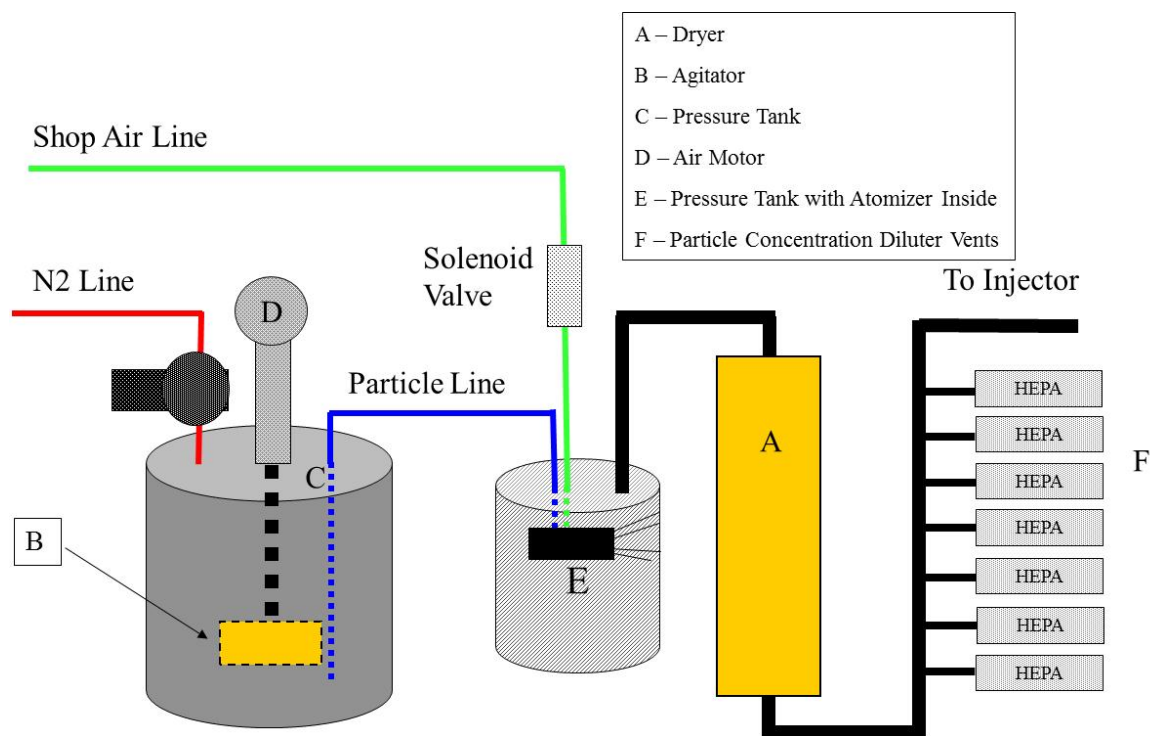 A – Dryer
B – Agitator
C – Pressure Tank
D – Air Motor
E – Pressure Tank with Atomizer Inside
F – Particle Concentration Diluter Vents
Shop Air Line
Solenoid
Valve
N2 Line
D
To Injector
Particle Line
HEPA
HEPA
HEPA
HEPA
HEPA
HEPA
HEPA
A
F
C
B
E